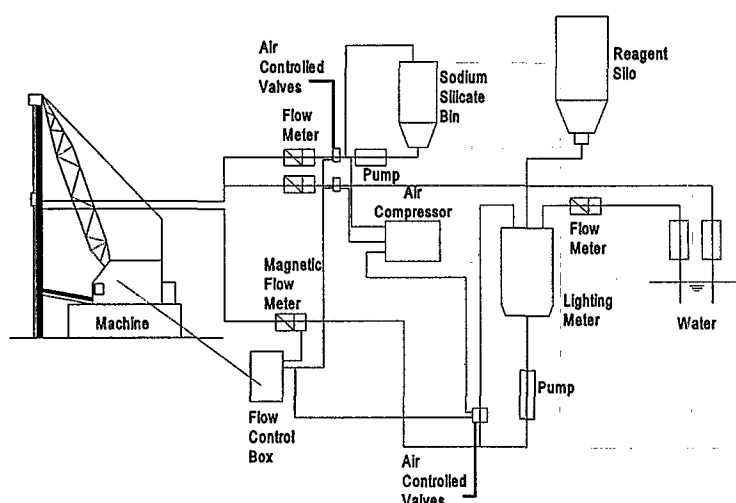 Air
Controlled
Valves
Flow
Meter
Sodium
Silicate
Bin
Reagent
Silo
Pump
Air
Compressor
Magnetic
Flow
Meter
Flow
Meter
Lighting
Meter
Water
Machine
Pump
Flow
Control
Box
Air
Controlled
Valves